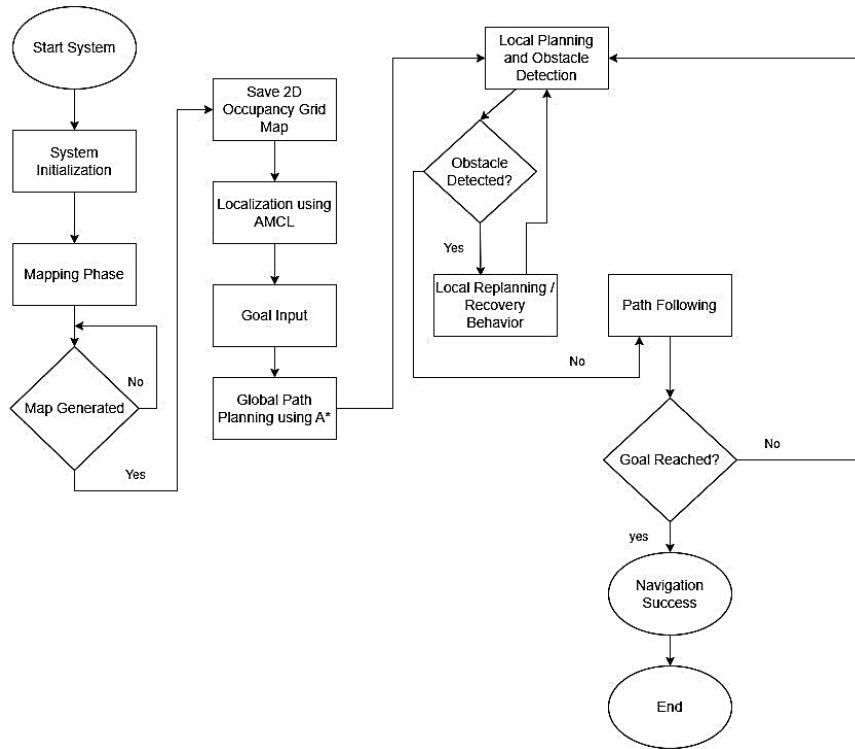 Start System
System
Initialization
Mapping Phase
No
Map Generated
Yes
Save 2D
Occupancy Grid
Map
Localization using
AMCL
Goal Input
Global Path
Planning using A*
Local Planning
and Obstacle
Detection
Obstacle
Detected?
Yes
Local Replanning /
Recovery
Behavior
No
Path Following
Goal Reached?
No
yes
Navigation
Success
End